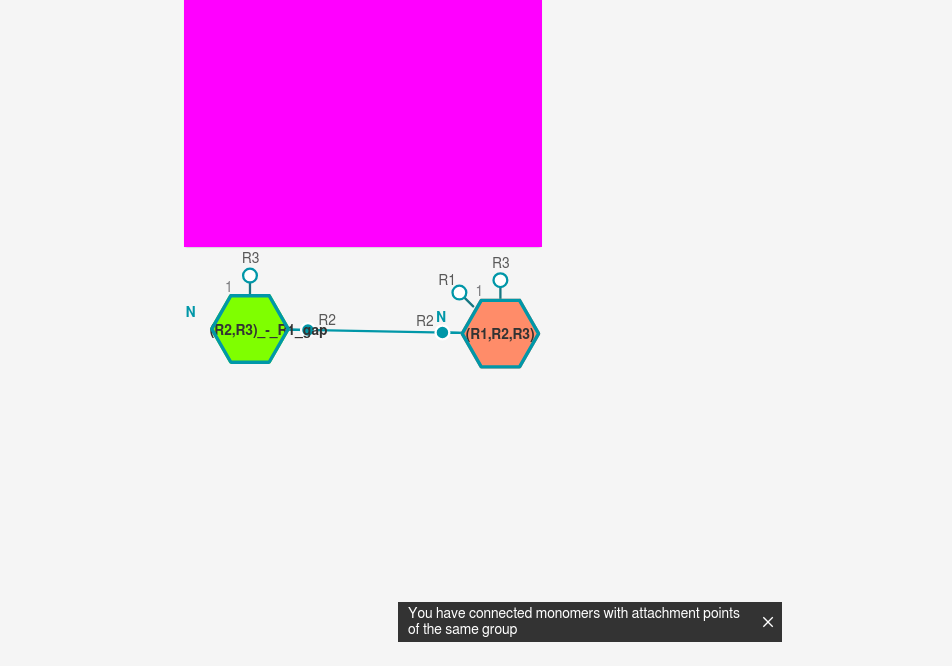 R3
R3
R1
1
1
N
N
R2
R2
(R2,R3)_-_R1_gap
(R1,R2,R3)
You have connected monomers with attachment points
of the same group